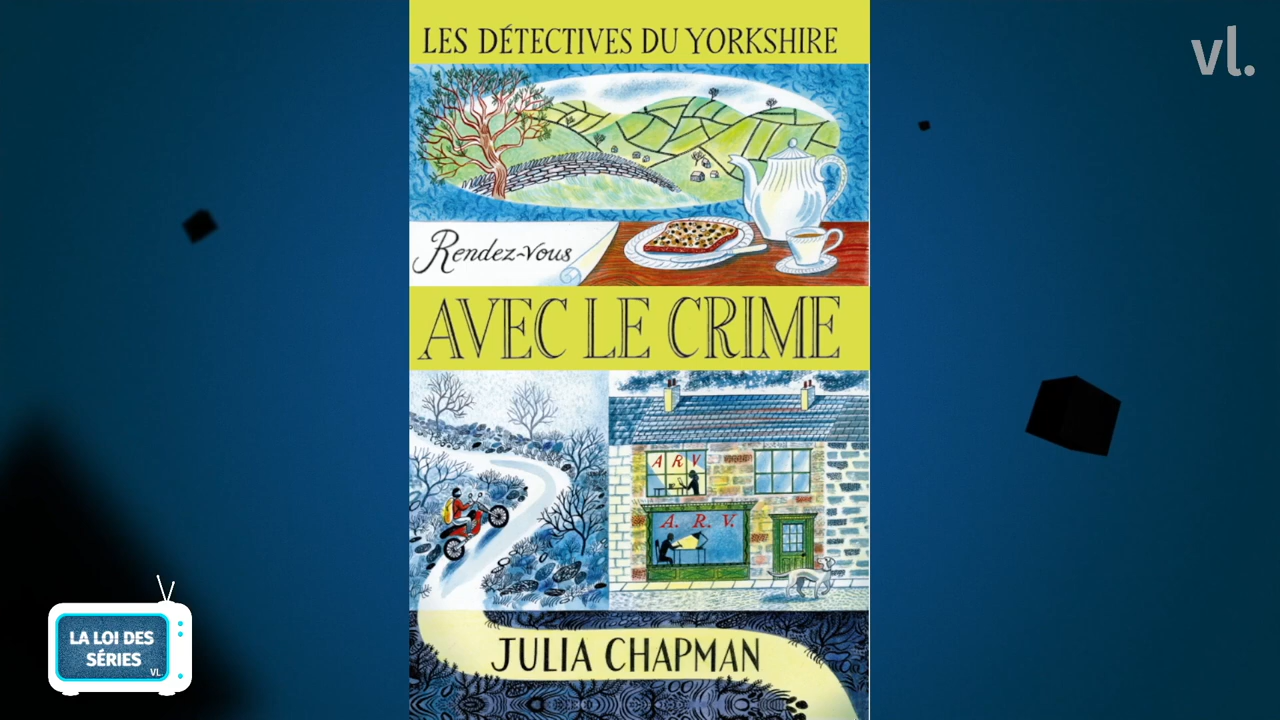 LES DÉTECTIVES DU YORKSHIRE
vl.
Rendez-vous
AVEC LE CRIME
A R V
A. R. V.
LA LOI DES
SÉRIES
VL
JULIA CHAPMAN